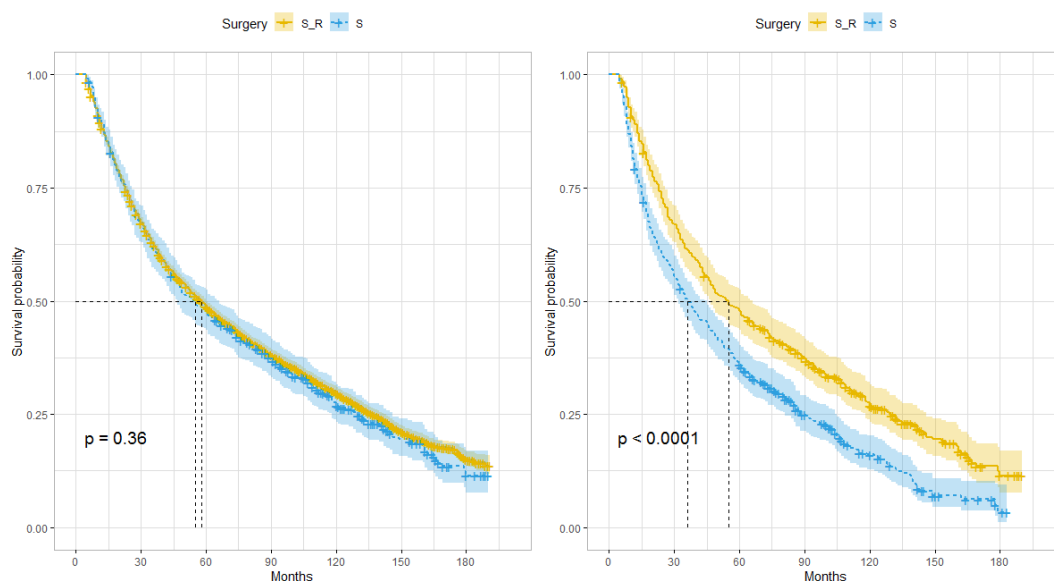 Surgery S_R S
Survival probability
1.00
0.75
0.50
0.25
0.00
p = 0.36
0 30 60 90 120 150 180
Months
Surgery S_R S
Survival probability
1.00
0.75
0.50
0.25
0.00
p < 0.0001
0 30 60 90 120 150 180
Months